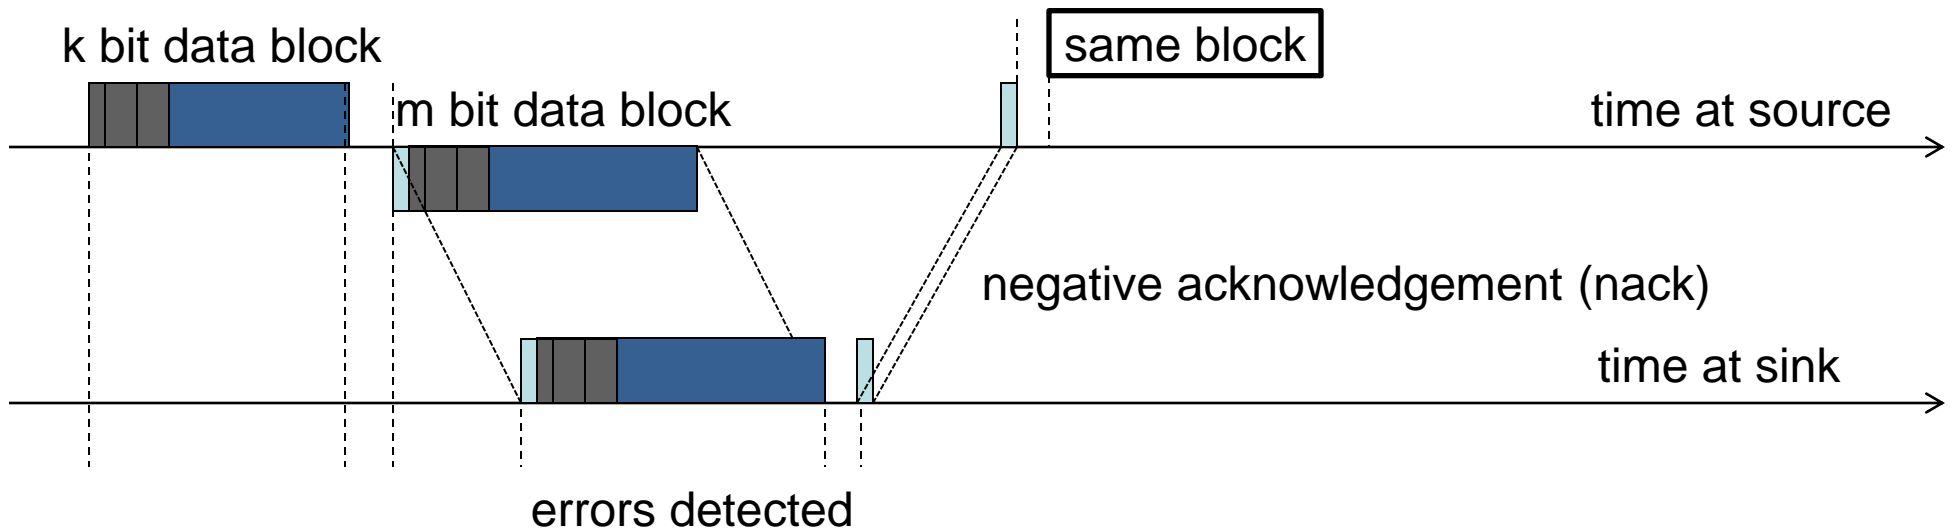 k bit data block
same block
m bit data block
time at source
negative acknowledgement (nack)
time at sink
errors detected